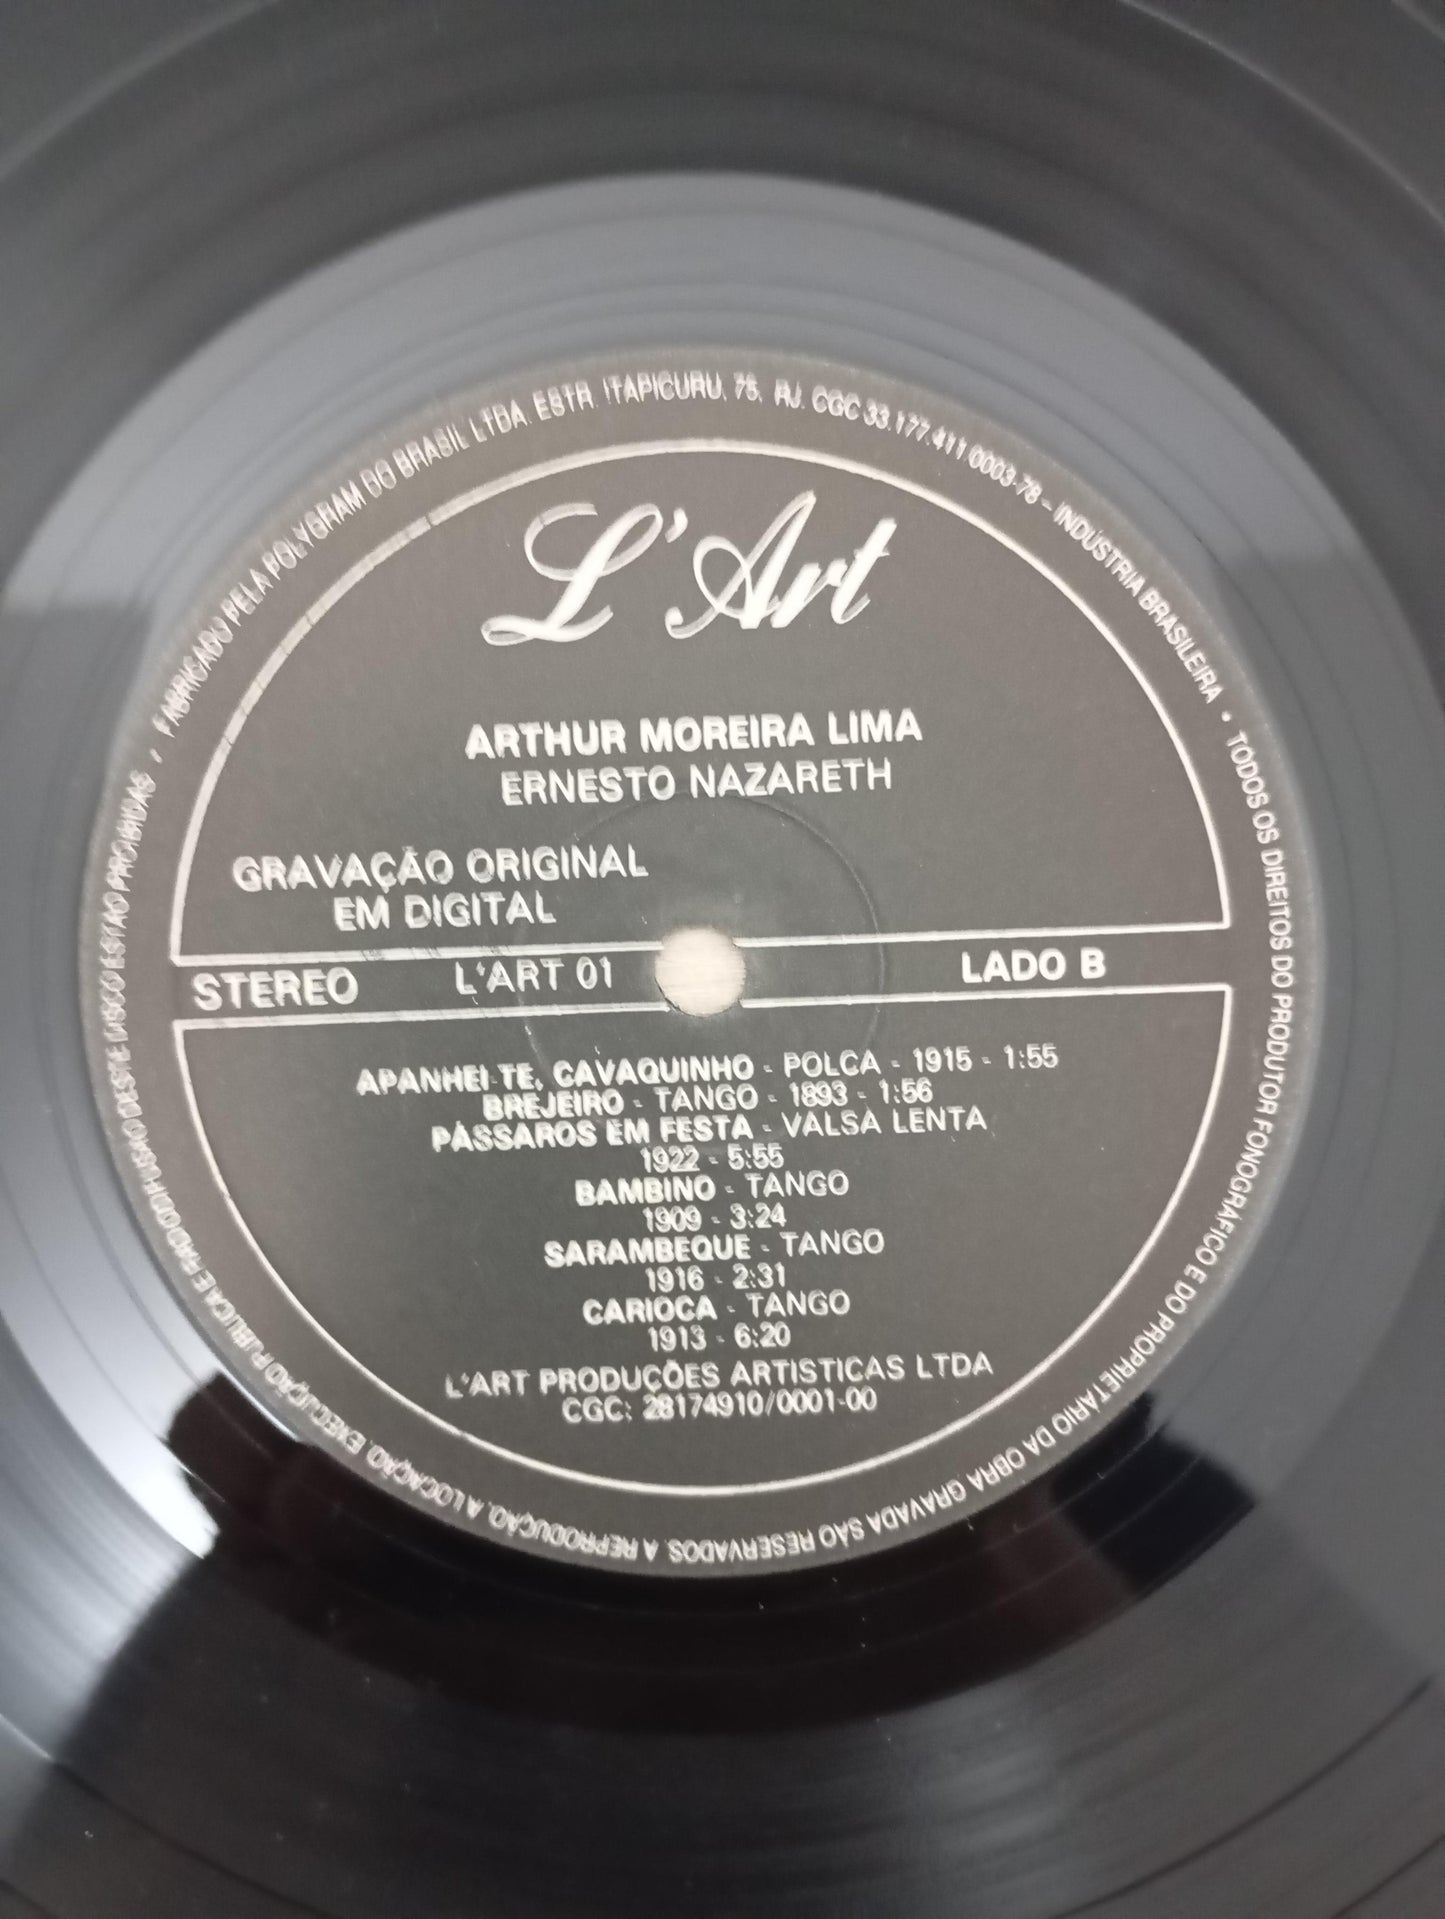 FABRICADO PELA POLYGRAM DO BRASIL LTDA. ESTR. ITAPICURU, 75, RJ. CGC 33.177.411/0003-78 - INDÚSTRIA BRASILEIRA • TODOS OS DIREITOS DO PRODUTOR FONOGRÁFICO E DO PROPRIETÁRIO DA OBRA GRAVADA SÃO RESERVADOS. A REPRODUÇÃO, A LOCAÇÃO, EXECUÇÃO PÚBLICA E RADIODIFUSÃO DESTE DISCO ESTÃO PROIBIDAS
L'Art
ARTHUR MOREIRA LIMA
ERNESTO NAZARETH
GRAVAÇÃO ORIGINAL
EM DIGITAL
STEREO L'ART 01 LADO B
APANHEI-TE, CAVAQUINHO - POLCA - 1915 - 1:55
BREJEIRO - TANGO - 1893 - 1:56
PÁSSAROS EM FESTA - VALSA LENTA
1922 - 5:55
BAMBINO - TANGO
1909 - 3:24
SARAMBEQUE - TANGO
1916 - 2:31
CARIOCA - TANGO
1913 - 6:20
L'ART PRODUÇÕES ARTISTICAS LTDA
CGC: 28174910/0001-00